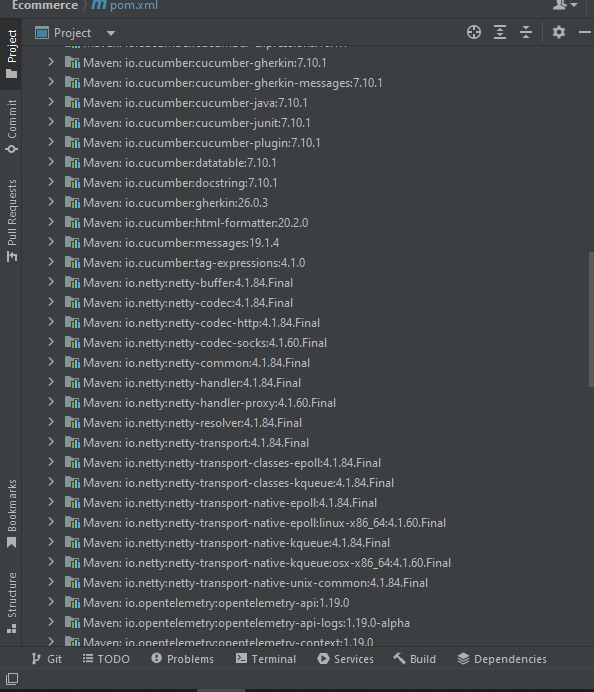 Ecommerce
pom.xml
Project
Project
Commit
Pull Requests
Bookmarks
Structure
Maven: io.cucumber:cucumber-expressions:16.1.1
Maven: io.cucumber:cucumber-gherkin:7.10.1
Maven: io.cucumber:cucumber-gherkin-messages:7.10.1
Maven: io.cucumber:cucumber-java:7.10.1
Maven: io.cucumber:cucumber-junit:7.10.1
Maven: io.cucumber:cucumber-plugin:7.10.1
Maven: io.cucumber:datatable:7.10.1
Maven: io.cucumber:docstring:7.10.1
Maven: io.cucumber:gherkin:26.0.3
Maven: io.cucumber:html-formatter:20.2.0
Maven: io.cucumber:messages:19.1.4
Maven: io.cucumber:tag-expressions:4.1.0
Maven: io.netty:netty-buffer:4.1.84.Final
Maven: io.netty:netty-codec:4.1.84.Final
Maven: io.netty:netty-codec-http:4.1.84.Final
Maven: io.netty:netty-codec-socks:4.1.60.Final
Maven: io.netty:netty-common:4.1.84.Final
Maven: io.netty:netty-handler:4.1.84.Final
Maven: io.netty:netty-handler-proxy:4.1.60.Final
Maven: io.netty:netty-resolver:4.1.84.Final
Maven: io.netty:netty-transport:4.1.84.Final
Maven: io.netty:netty-transport-classes-epoll:4.1.84.Final
Maven: io.netty:netty-transport-classes-kqueue:4.1.84.Final
Maven: io.netty:netty-transport-native-epoll:4.1.84.Final
Maven: io.netty:netty-transport-native-epoll:linux-x86_64:4.1.60.Final
Maven: io.netty:netty-transport-native-kqueue:4.1.84.Final
Maven: io.netty:netty-transport-native-kqueue:osx-x86_64:4.1.60.Final
Maven: io.netty:netty-transport-native-unix-common:4.1.84.Final
Maven: io.opentelemetry:opentelemetry-api:1.19.0
Maven: io.opentelemetry:opentelemetry-api-logs:1.19.0-alpha
Maven: io.opentelemetry:opentelemetry-context:1.19.0
Git
TODO
Problems
Terminal
Services
Build
Dependencies